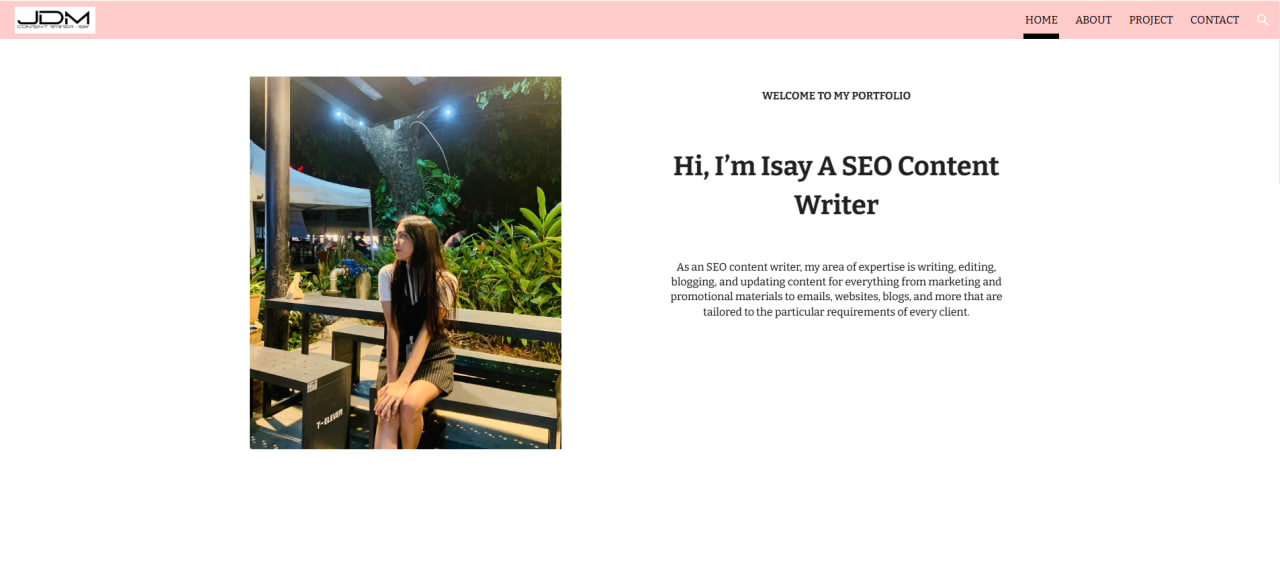 JDM
CONTENT WRITER
HOME ABOUT PROJECT CONTACT
WELCOME TO MY PORTFOLIO
Hi, I’m Isay A SEO Content
Writer
As an SEO content writer, my area of expertise is writing, editing,
blogging, and updating content for everything from marketing and
promotional materials to emails, websites, blogs, and more that are
tailored to the particular requirements of every client.
7-ELEVEN